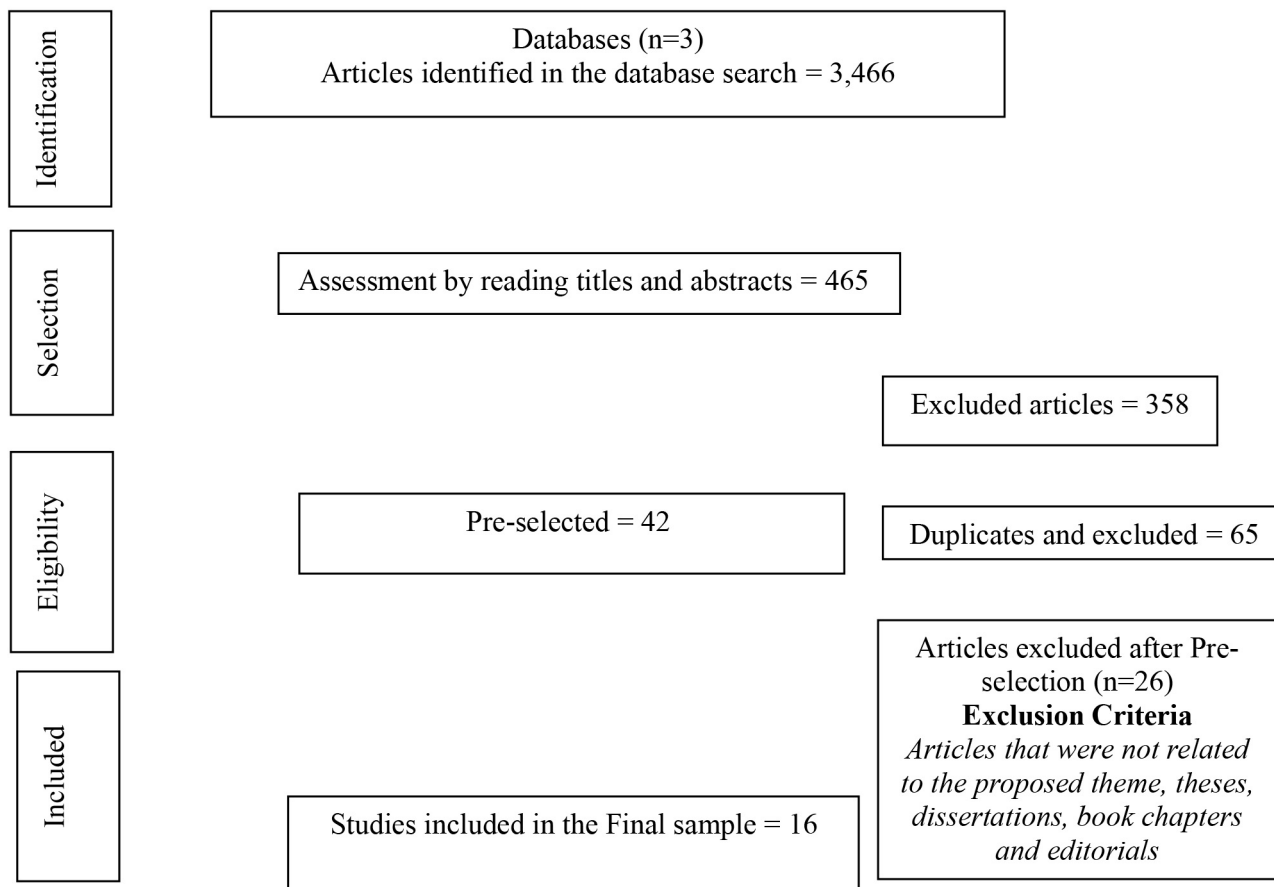 Identification
Databases (n=3)
Articles identified in the database search = 3,466
Selection
Assessment by reading titles and abstracts = 465
Excluded articles = 358
Eligibility
Pre-selected = 42
Duplicates and excluded = 65
Included
Articles excluded after Pre-
selection (n=26)
Exclusion Criteria
Articles that were not related
to the proposed theme, theses,
dissertations, book chapters
and editorials
Studies included in the Final sample = 16